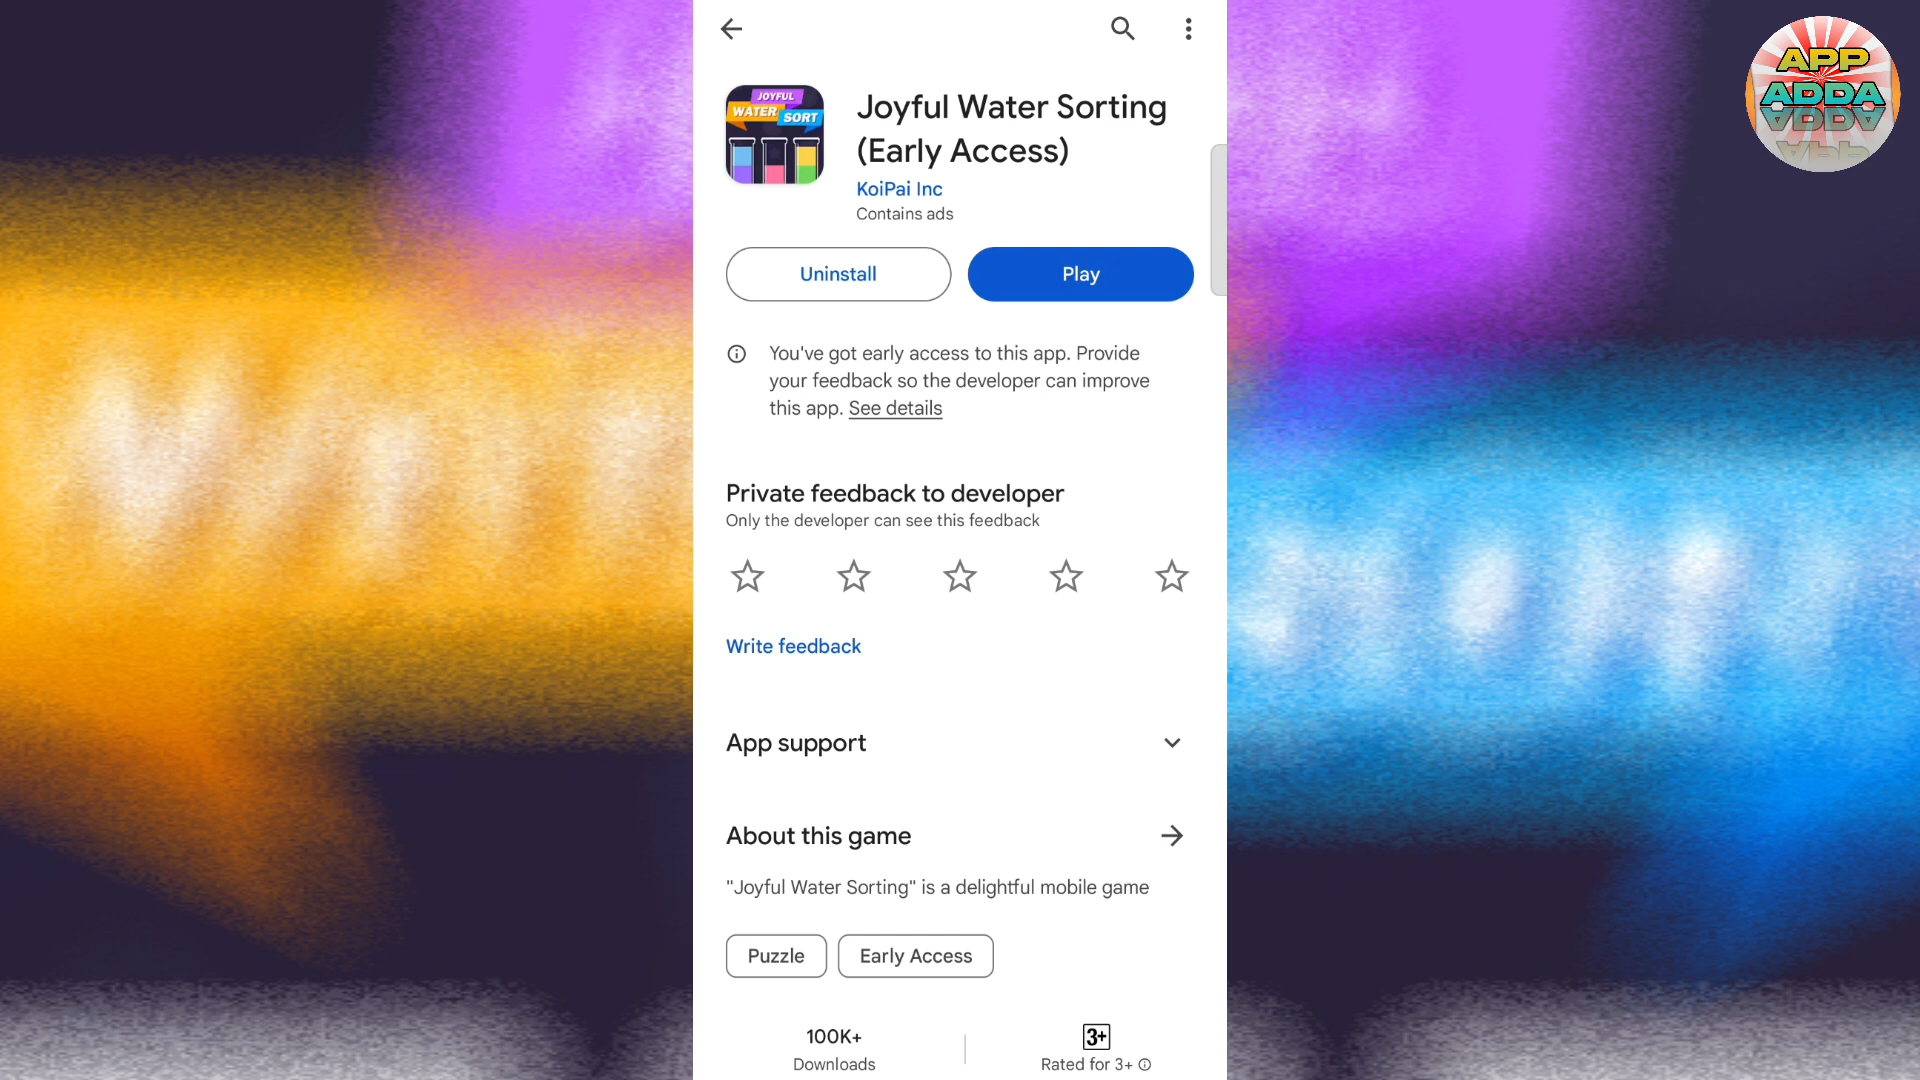 JOYFUL
WATER
SORT
Joyful Water Sorting
(Early Access)
KoiPai Inc
Contains ads
Uninstall
Play
You've got early access to this app. Provide
your feedback so the developer can improve
this app. See details
Private feedback to developer
Only the developer can see this feedback
Write feedback
App support
About this game
"Joyful Water Sorting" is a delightful mobile game
Puzzle
Early Access
100K+
Downloads
3+
Rated for 3+
APP
ADDA